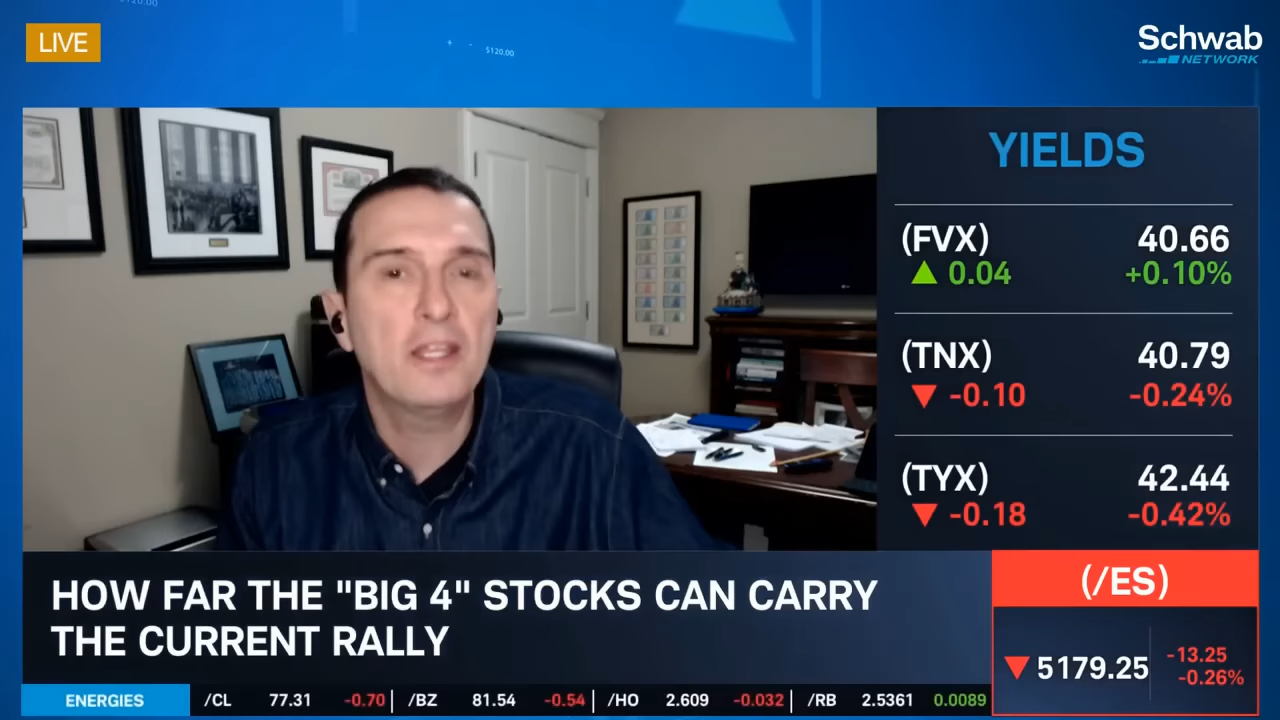 $120.00
LIVE
$120.00
Schwab
NETWORK
YIELDS
(FVX) 40.66
▲ 0.04 +0.10%
(TNX) 40.79
▼ -0.10 -0.24%
(TYX) 42.44
▼ -0.18 -0.42%
HOW FAR THE "BIG 4" STOCKS CAN CARRY
THE CURRENT RALLY
(/ES)
▼ 5179.25 -13.25
-0.26%
ENERGIES /CL 77.31 -0.70 /BZ 81.54 -0.54 /HO 2.609 -0.032 /RB 2.5361 0.0089